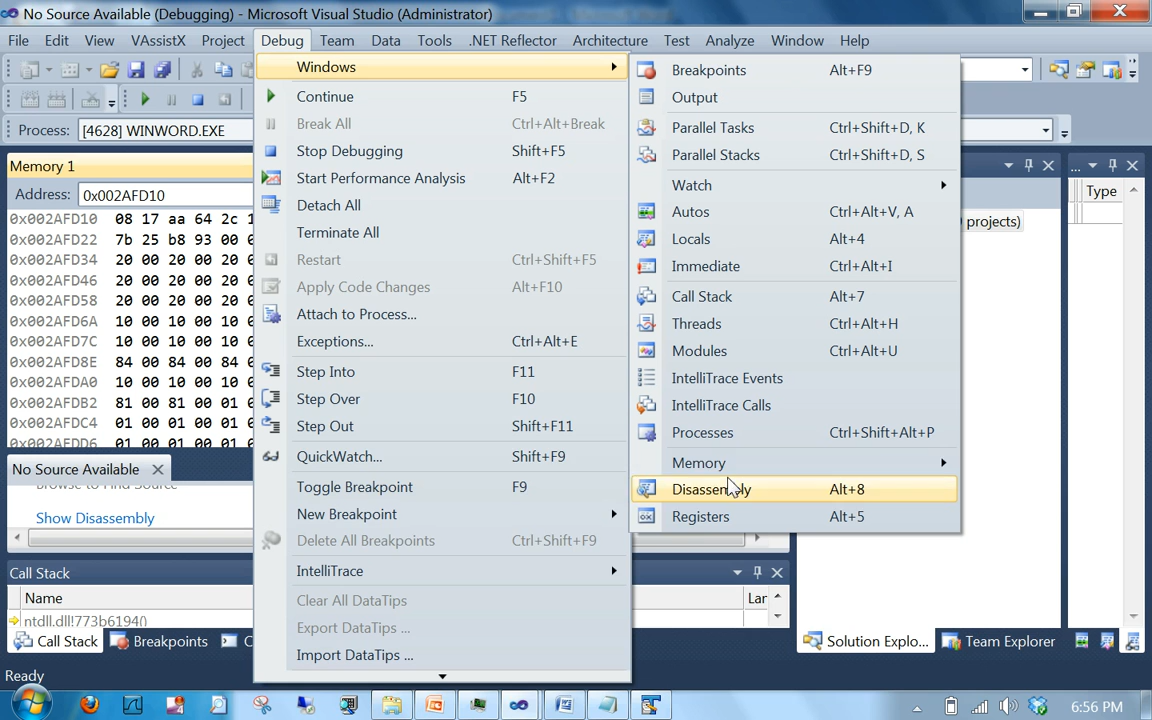 No Source Available (Debugging) - Microsoft Visual Studio (Administrator)
File Edit View VAssistX Project Debug Team Data Tools .NET Reflector Architecture Test Analyze Window Help
Process: [4628] WINWORD.EXE
Memory 1
Address: 0x002AFD10
0x002AFD10 08 17 aa 64 2c
0x002AFD22 7b 25 b8 93 00
0x002AFD34 20 00 20 00 20
0x002AFD46 20 00 20 00 20
0x002AFD58 20 00 20 00 20
0x002AFD6A 10 00 10 00 10
0x002AFD7C 10 00 10 00 10
0x002AFD8E 84 00 84 00 84
0x002AFDA0 10 00 10 00 10
0x002AFDB2 81 00 81 00 01
0x002AFDC4 01 00 01 00 01
0x002AFDD6 01 00 01 00 01
No Source Available
Show Disassembly
Call Stack
Name
ntdll.dll!773b6194()
Call Stack Breakpoints
Ready
Windows
Continue F5
Break All Ctrl+Alt+Break
Stop Debugging Shift+F5
Start Performance Analysis Alt+F2
Detach All
Terminate All
Restart Ctrl+Shift+F5
Apply Code Changes Alt+F10
Attach to Process...
Exceptions... Ctrl+Alt+E
Step Into F11
Step Over F10
Step Out Shift+F11
QuickWatch... Shift+F9
Toggle Breakpoint F9
New Breakpoint
Delete All Breakpoints Ctrl+Shift+F9
IntelliTrace
Clear All DataTips
Export DataTips ...
Import DataTips ...
Breakpoints Alt+F9
Output
Parallel Tasks Ctrl+Shift+D, K
Parallel Stacks Ctrl+Shift+D, S
Watch
Autos Ctrl+Alt+V, A
Locals Alt+4
Immediate Ctrl+Alt+I
Call Stack Alt+7
Threads Ctrl+Alt+H
Modules Ctrl+Alt+U
IntelliTrace Events
IntelliTrace Calls
Processes Ctrl+Shift+Alt+P
Memory
Disassembly Alt+8
Registers Alt+5
projects)
Type
Lar
Solution Explo... Team Explorer
6:56 PM